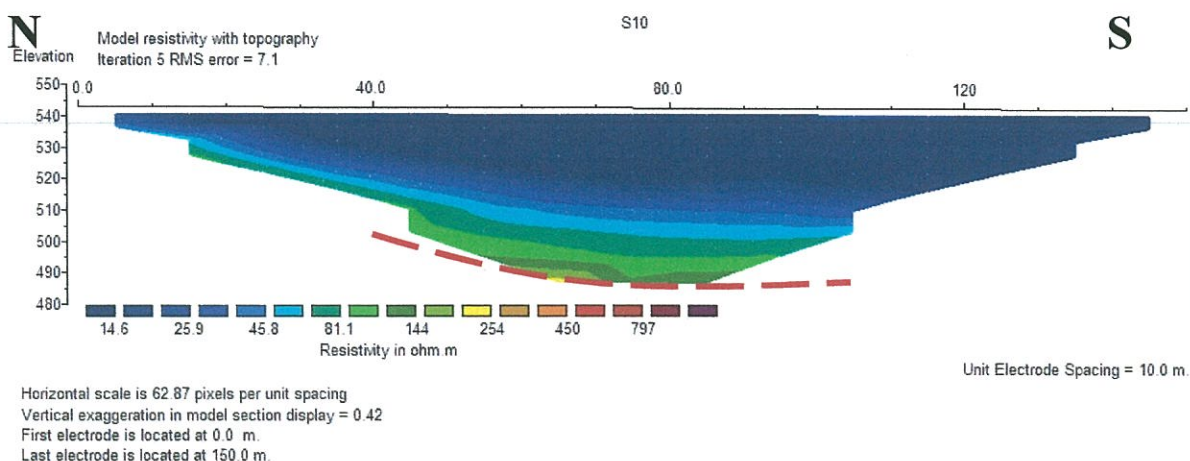 N
S10
S
Model resistivity with topography
Elevation
Iteration 5 RMS error = 7.1
550
0.0 40.0 80.0 120
540
530
520
510
500
490
480
14.6 25.9 45.8 81.1 144 254 450 797
Resistivity in ohm.m
Unit Electrode Spacing = 10.0 m.
Horizontal scale is 62.87 pixels per unit spacing
Vertical exaggeration in model section display = 0.42
First electrode is located at 0.0 m.
Last electrode is located at 150.0 m.